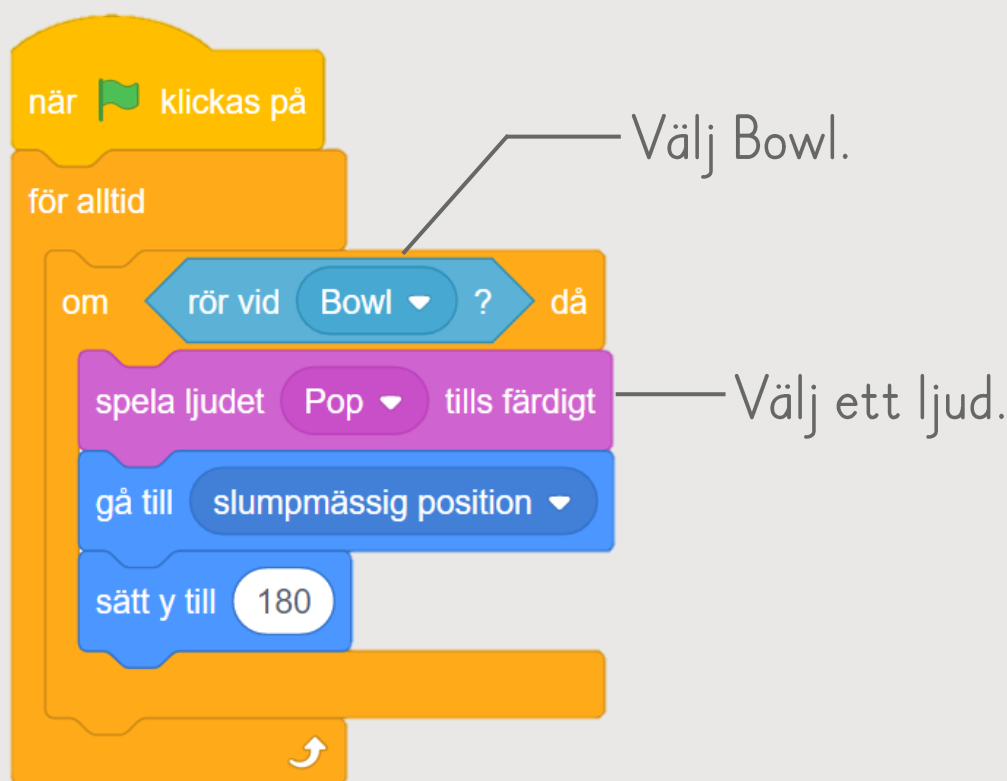 när klickas på
Välj Bowl.
för alltid
om rör vid Bowl ? då
spela ljudet Pop tills färdigt
Välj ett ljud.
gå till slumpmässig position
sätt y till 180